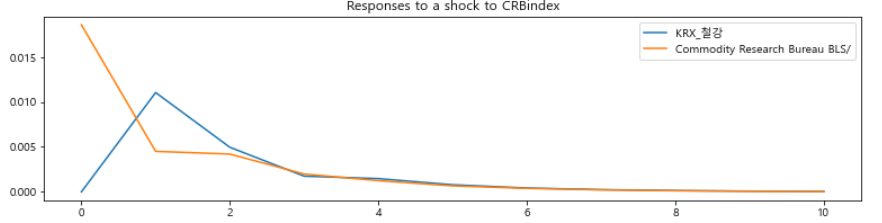 Responses to a shock to CRBindex
KRX_철강
Commodity Research Bureau BLS/
0.015
0.010
0.005
0.000
0 2 4 6 8 10